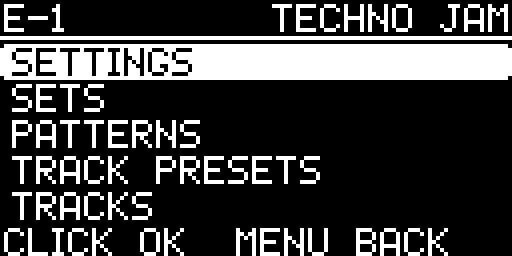 E-1 TECHNO JAM
SETTINGS
SETS
PATTERNS
TRACK PRESETS
TRACKS
CLICK OK MENU BACK